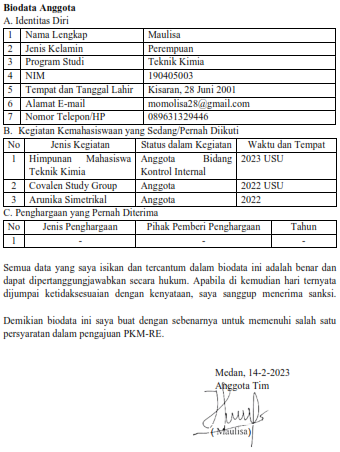 Biodata Anggota
A. Identitas Diri
1 Nama Lengkap Maulisa
2 Jenis Kelamin Perempuan
3 Program Studi Teknik Kimia
4 NIM 190405003
5 Tempat dan Tanggal Lahir Kisaran, 28 Juni 2001
6 Alamat E-mail momolisa28@gmail.com
7 Nomor Telepon/HP 089631329446
B. Kegiatan Kemahasiswaan yang Sedang/Pernah Diikuti
No Jenis Kegiatan Status dalam Kegiatan Waktu dan Tempat
1 Himpunan Mahasiswa Anggota Bidang 2023 USU
Teknik Kimia Kontrol Internal
2 Covalen Study Group Anggota 2022 USU
3 Arunika Simetrikal Anggota 2022
C. Penghargaan yang Pernah Diterima
No Jenis Penghargaan Pihak Pemberi Penghargaan Tahun
1 - - -
Semua data yang saya isikan dan tercantum dalam biodata ini adalah benar dan
dapat dipertanggungjawabkan secara hukum. Apabila di kemudian hari ternyata
dijumpai ketidaksesuaian dengan kenyataan, saya sanggup menerima sanksi.
Demikian biodata ini saya buat dengan sebenarnya untuk memenuhi salah satu
persyaratan dalam pengajuan PKM-RE.
Medan, 14-2-2023
Anggota Tim
( Maulisa)